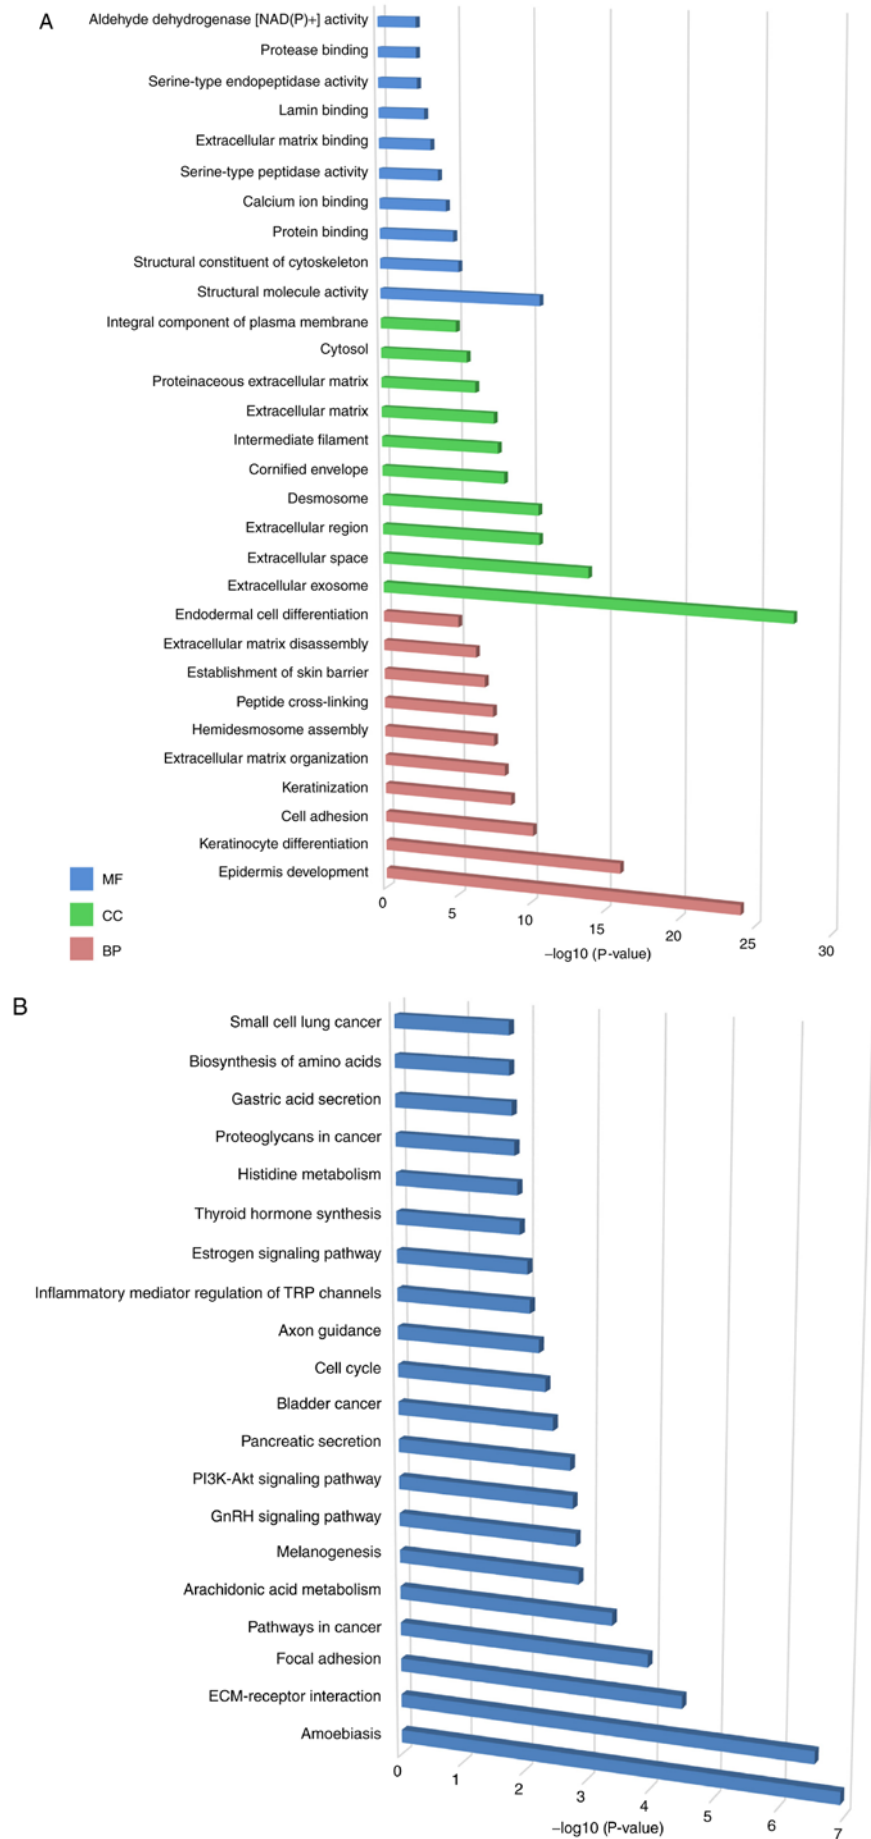 A
Aldehyde dehydrogenase [NAD(P)+] activity
Protease binding
Serine-type endopeptidase activity
Lamin binding
Extracellular matrix binding
Serine-type peptidase activity
Calcium ion binding
Protein binding
Structural constituent of cytoskeleton
Structural molecule activity
Integral component of plasma membrane
Cytosol
Proteinaceous extracellular matrix
Extracellular matrix
Intermediate filament
Cornified envelope
Desmosome
Extracellular region
Extracellular space
Extracellular exosome
Endodermal cell differentiation
Extracellular matrix disassembly
Establishment of skin barrier
Peptide cross-linking
Hemidesmosome assembly
Extracellular matrix organization
Keratinization
Cell adhesion
Keratinocyte differentiation
Epidermis development
MF
CC
BP
0 5 10 15 20 25 30
–log10 (P-value)
B
Small cell lung cancer
Biosynthesis of amino acids
Gastric acid secretion
Proteoglycans in cancer
Histidine metabolism
Thyroid hormone synthesis
Estrogen signaling pathway
Inflammatory mediator regulation of TRP channels
Axon guidance
Cell cycle
Bladder cancer
Pancreatic secretion
PI3K-Akt signaling pathway
GnRH signaling pathway
Melanogenesis
Arachidonic acid metabolism
Pathways in cancer
Focal adhesion
ECM-receptor interaction
Amoebiasis
0 1 2 3 4 5 6 7
–log10 (P-value)